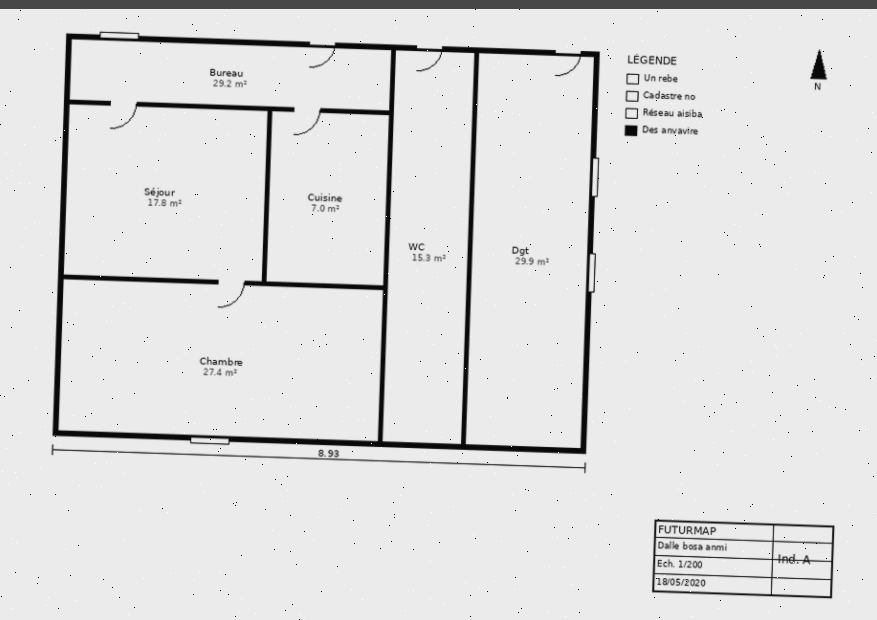 Bureau
29.2 m²
Séjour
17.8 m²
Cuisine
7.0 m²
WC
15.3 m²
Dgt
29.9 m²
Chambre
27.4 m²
8.93
LÉGENDE
Un rebe
Cadastre no
Réseau aisiba
Des anvavire
N
FUTURMAP
Dalle bosa anmi
Ech. 1/200
18/05/2020
Ind. A